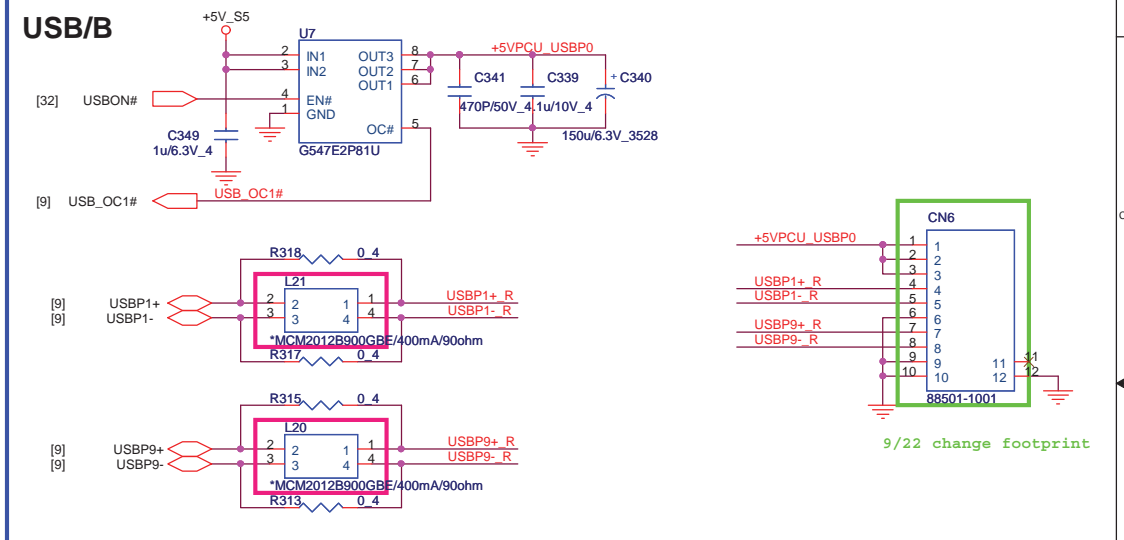 USB/B
+5V_S5
U7
2 IN1 OUT3 8 +5VPCU_USBP0
3 IN2 OUT2 7
OUT1 6
C341 C339 + C340
[32] USBON# 4 EN#
1 GND
470P/50V_4 .1u/10V_4
OC# 5
C349
1u/6.3V_4
G547E2P81U
150u/6.3V_3528
[9] USB_OC1# USB_OC1#
R318 0_4
L21
[9] USBP1+ 2 2 1 1 USBP1+_R
[9] USBP1- 3 3 4 4 USBP1-_R
*MCM2012B900GBE/400mA/90ohm
R317 0_4
R315 0_4
L20
[9] USBP9+ 2 2 1 1 USBP9+_R
[9] USBP9- 3 3 4 4 USBP9-_R
*MCM2012B900GBE/400mA/90ohm
R313 0_4
CN6
+5VPCU_USBP0 1 1
2 2
3 3
USBP1+_R 4 4
USBP1-_R 5 5
6 6
USBP9+_R 7 7
USBP9-_R 8 8
9 9 11 11
10 10 12 12
88501-1001
9/22 change footprint